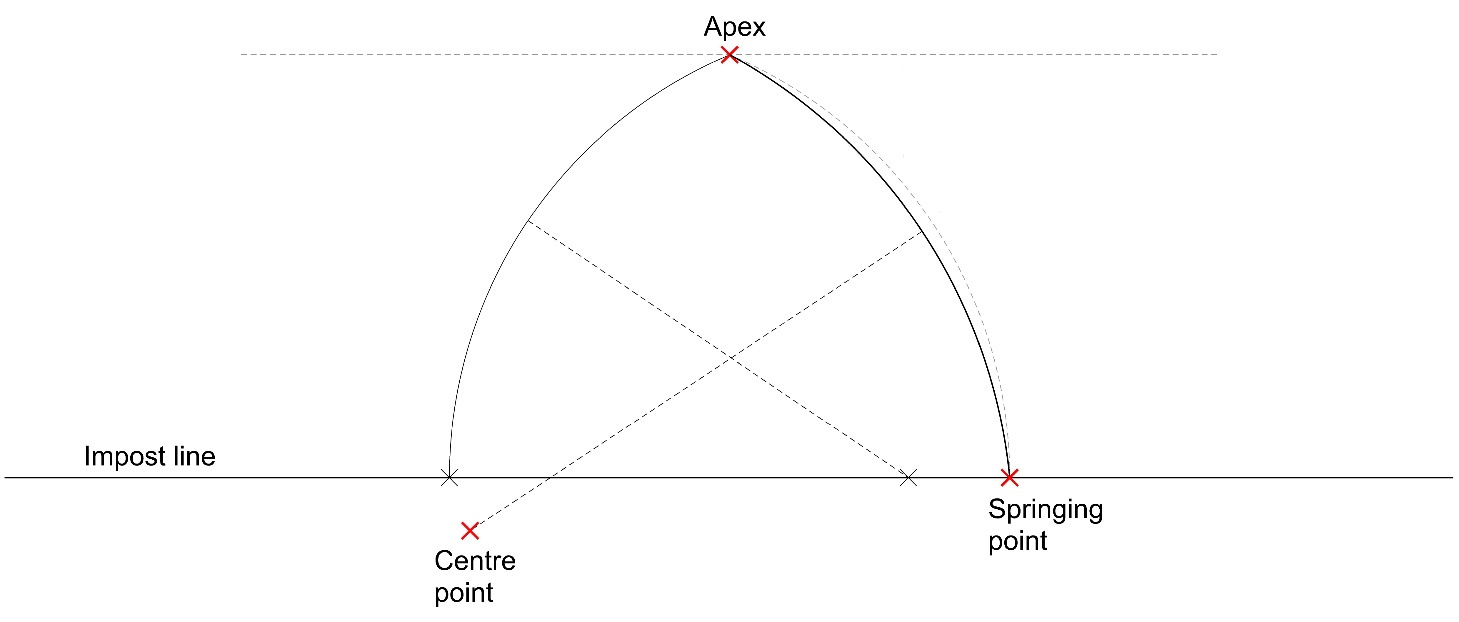 Apex
Impost line
Springing
point
Centre
point